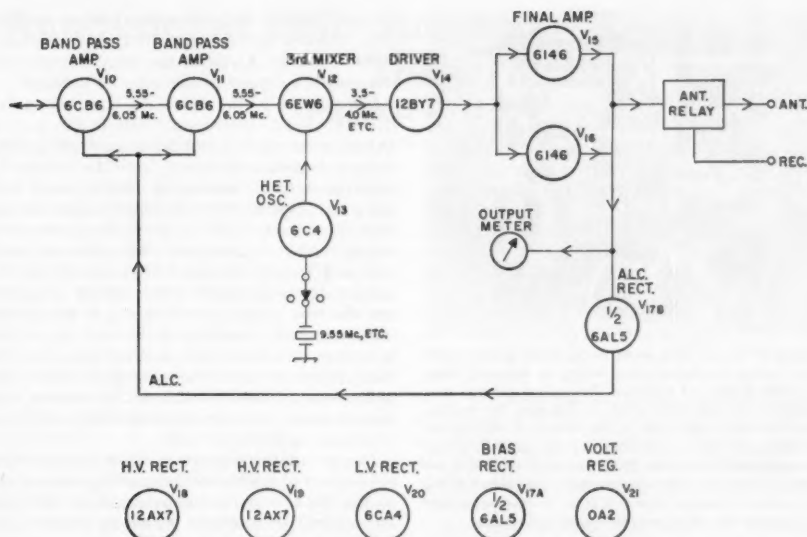 BAND PASS
AMP.
V10
6CB6
5,55-
6.05 Mc.
BAND PASS
AMP.
V11
6CB6
5,55-
6.05 Mc.
3rd. MIXER
V12
6EW6
3,5-
4.0 Mc.
ETC.
DRIVER
V14
12BY7
FINAL AMP.
V15
6146
V16
6146
ANT.
RELAY
ANT.
REC.
HET.
OSC.
V13
6C4
9.55 Mc, ETC.
OUTPUT
METER
A.L.C.
RECT.
V17B
1/2
6AL5
A.L.C.
H.V. RECT.
V18
12AX7
H.V. RECT.
V19
12AX7
L.V. RECT.
V20
6CA4
BIAS
RECT.
V17A
1/2
6AL5
VOLT.
REG.
V21
OA2